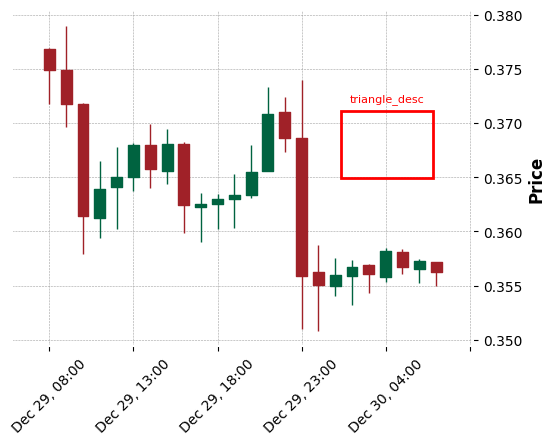 0.380
0.375
triangle_desc
0.370
0.365
0.360
0.355
0.350
Price
Dec 29, 08:00
Dec 29, 13:00
Dec 29, 18:00
Dec 29, 23:00
Dec 30, 04:00